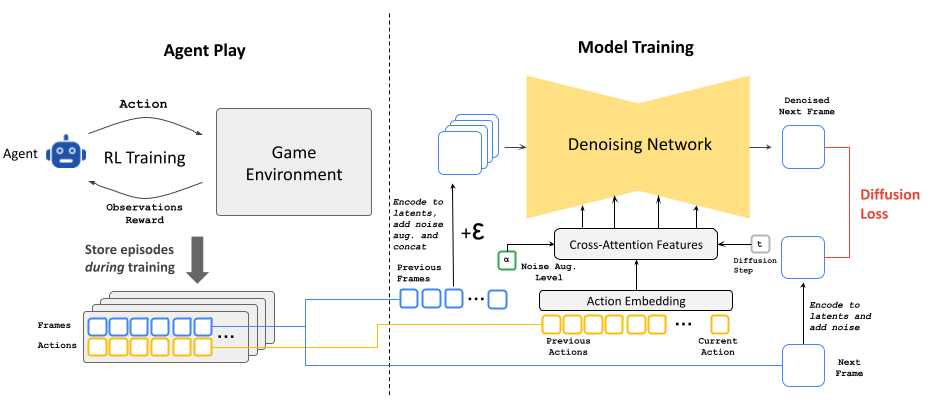 Agent Play
Model Training
Action
Agent
RL Training
Game
Environment
Observations
Reward
Store episodes
during training
Frames
Actions
...
Encode to
latents,
add noise
aug. and
concat
+ε
Previous
Frames
...
Denoising Network
Denoised
Next Frame
Diffusion
Loss
Cross-Attention Features
α
Noise Aug.
Level
t
Diffusion
Step
Action Embedding
...
Previous
Actions
Current
Action
Encode to
latents and
add noise
Next
Frame